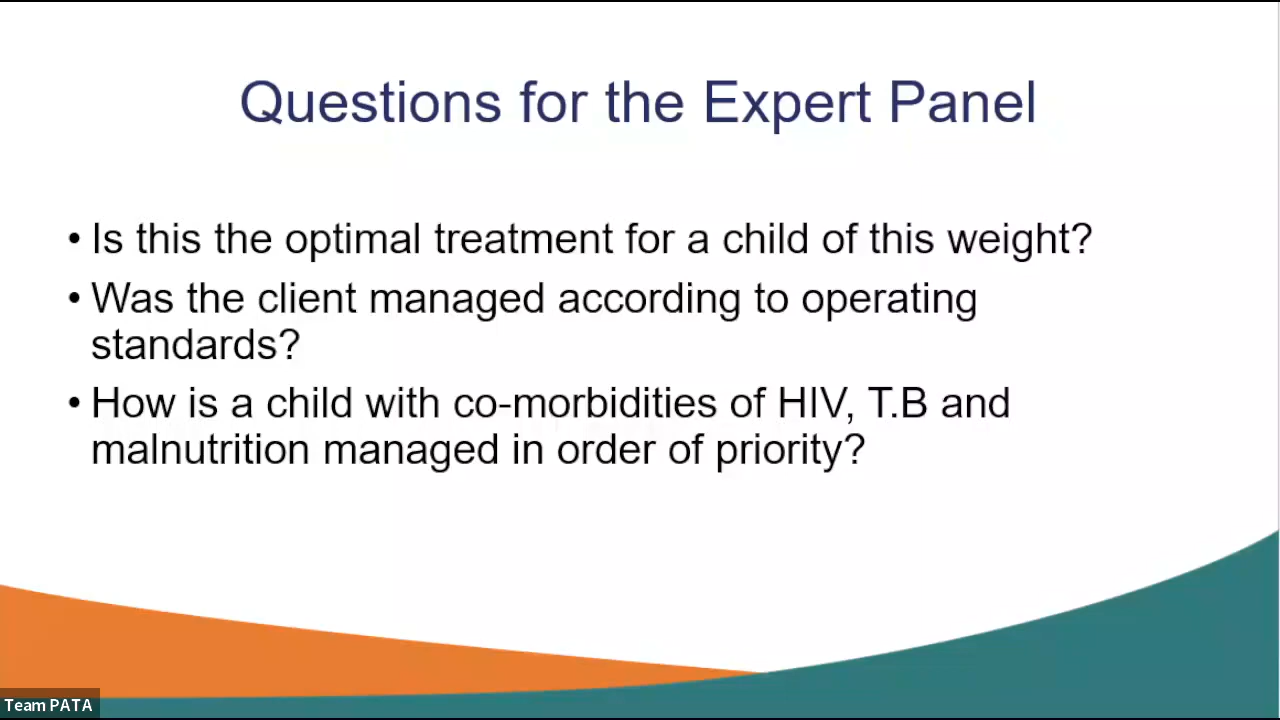 Questions for the Expert Panel
• Is this the optimal treatment for a child of this weight?
• Was the client managed according to operating
standards?
• How is a child with co-morbidities of HIV, T.B and
malnutrition managed in order of priority?
Team PATA